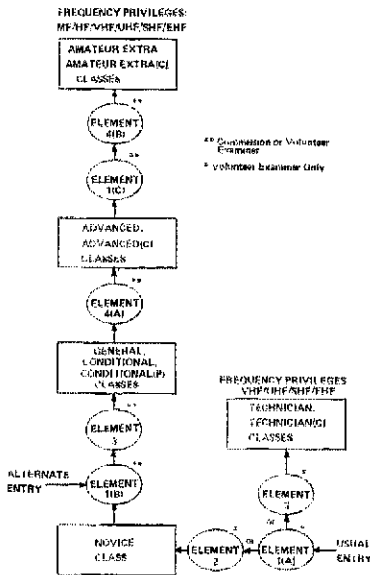 FREQUENCY PRIVILEGES:
MF/HF/VHF/UHF/SHF/EHF
AMATEUR EXTRA
AMATEUR EXTRA(C)
CLASSES
**
ELEMENT
4(B)
**
ELEMENT
1(C)
** Commission or Volunteer
Examiner
* Volunteer Examiner Only
ADVANCED,
ADVANCED(C)
CLASSES
**
ELEMENT
4(A)
GENERAL,
CONDITIONAL,
CONDITIONAL(P)
CLASSES
**
ELEMENT
3
**
ALTERNATE
ENTRY
ELEMENT
1(B)
NOVICE
CLASS
FREQUENCY PRIVILEGES
VHF/UHF/SHF/EHF
TECHNICIAN,
TECHNICIAN(C)
CLASSES
*
ELEMENT
3
*
ELEMENT
2
*
ELEMENT
1(A)
USUAL
ENTRY